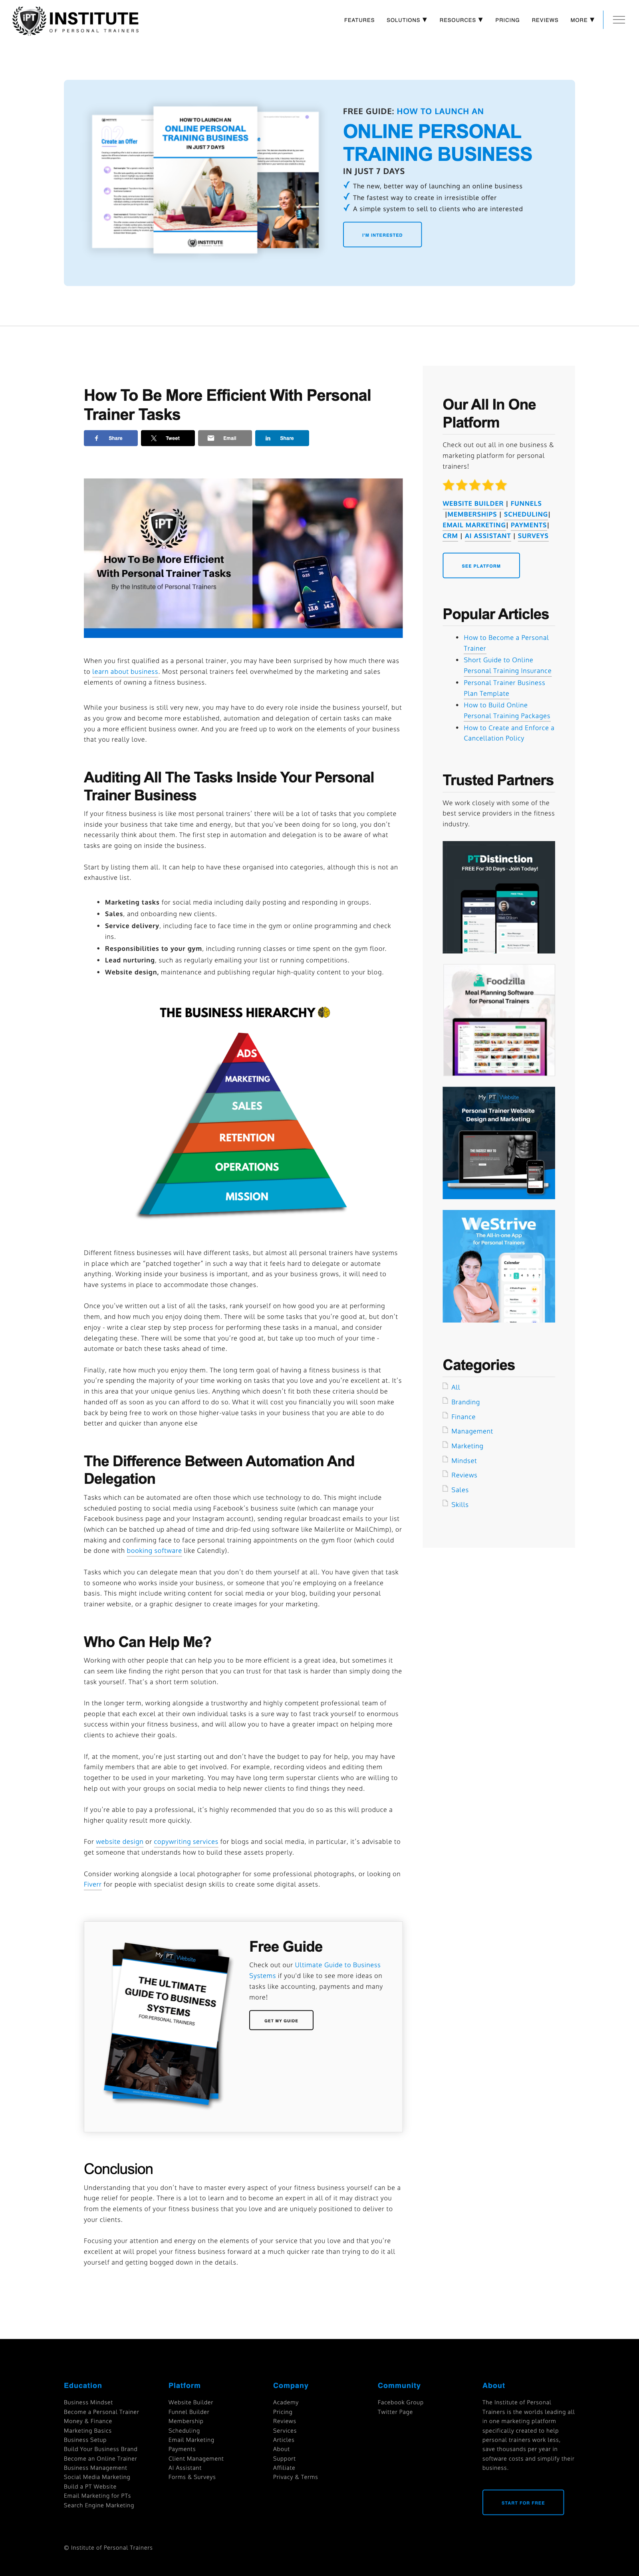 iPT INSTITUTE
OF PERSONAL TRAINERS
FEATURES SOLUTIONS ▼ RESOURCES ▼ PRICING REVIEWS MORE ▼
Create an Offer
HOW TO LAUNCH AN
ONLINE PERSONAL
TRAINING BUSINESS
IN JUST 7 DAYS
INSTITUTE
FREE GUIDE: HOW TO LAUNCH AN
ONLINE PERSONAL
TRAINING BUSINESS
IN JUST 7 DAYS
The new, better way of launching an online business
The fastest way to create in irresistible offer
A simple system to sell to clients who are interested
I'M INTERESTED
How To Be More Efficient With Personal
Trainer Tasks
Share Tweet Email Share
iPT
How To Be More Efficient
With Personal Trainer Tasks
By the Institute of Personal Trainers
When you first qualified as a personal trainer, you may have been surprised by how much there was
to learn about business. Most personal trainers feel overwhelmed by the marketing and sales
elements of owning a fitness business.
While your business is still very new, you may have to do every role inside the business yourself, but
as you grow and become more established, automation and delegation of certain tasks can make
you a more efficient business owner. And you are freed up to work on the elements of your business
that you really love.
Auditing All The Tasks Inside Your Personal
Trainer Business
If your fitness business is like most personal trainers' there will be a lot of tasks that you complete
inside your business that take time and energy, but that you've been doing for so long, you don't
necessarily think about them. The first step in automation and delegation is to be aware of what
tasks are going on inside the business.
Start by listing them all. It can help to have these organised into categories, although this is not an
exhaustive list.
Marketing tasks for social media including daily posting and responding in groups.
Sales, and onboarding new clients.
Service delivery, including face to face time in the gym or online programming and check
ins.
Responsibilities to your gym, including running classes or time spent on the gym floor.
Lead nurturing, such as regularly emailing your list or running competitions.
Website design, maintenance and publishing regular high-quality content to your blog.
THE BUSINESS HIERARCHY
ADS
MARKETING
SALES
RETENTION
OPERATIONS
MISSION
Different fitness businesses will have different tasks, but almost all personal trainers have systems
in place which are "patched together" in such a way that it feels hard to delegate or automate
anything. Working inside your business is important, and as your business grows, it will need to
have systems in place to accommodate those changes.
Once you've written out a list of all the tasks, rank yourself on how good you are at performing
them, and how much you enjoy doing them. There will be some tasks that you're good at, but don't
enjoy - write a clear step by step process for performing these tasks in a manual, and consider
delegating these. There will be some that you're good at, but take up too much of your time -
automate or batch these tasks ahead of time.
Finally, rate how much you enjoy them. The long term goal of having a fitness business is that
you're spending the majority of your time working on tasks that you love and you're excellent at. It's
in this area that your unique genius can lies. Anything which doesn't fit both these criteria should be
handed off as soon as you can afford to do so. What it will cost you financially you will soon make
back by being free to work on those higher-value tasks in your business that you are able to do
better and quicker than anyone else
The Difference Between Automation And
Delegation
Tasks which can be automated are often those which use technology to do. This might include
scheduled posting to social media using Facebook's business suite (which can manage your
Facebook business page and your Instagram account), sending regular broadcast emails to your list
(which can be batched up ahead of time and drip-fed using software like Mailerlite or MailChimp), or
making and confirming face to face personal training appointments on the gym floor (which could
be done with booking software like Calendly).
Tasks which you can delegate mean that you don't do them yourself at all. You have given that task
to someone who works inside your business, or someone that you're employing on a freelance
basis. This might include writing content for social media or your blog, building your personal
trainer website, or a graphic designer to create images for your marketing.
Who Can Help Me?
Working with other people that can help you to be more efficient is a great idea, but sometimes it
can seem like finding the right person that you can trust for that task is harder than simply doing the
task yourself. That's a short term solution.
In the longer term, working alongside a trustworthy and highly competent professional team of
people that each excel at their own individual tasks is a sure way to fast track yourself to enormous
success within your fitness business, and will allow you to have a greater impact on helping more
clients to achieve their goals.
If, at the moment, you're just starting out and don't have the budget to pay for help, you may have
family members that are able to get involved. For example, recording videos and editing them
together to be used in your marketing. You may have long term superstar clients who are willing to
help out with your groups on social media to help newer clients to find things they need.
If you're able to pay a professional, it's highly recommended that you do so as this will produce a
higher quality result more quickly.
For website design or copywriting services for blogs and social media, in particular, it's advisable to
get someone that understands how to build these assets properly.
Consider working alongside a local photographer for some professional photographs, or looking on
Fiverr for people with specialist design skills to create some digital assets.
My PT Website
THE ULTIMATE
GUIDE TO BUSINESS
SYSTEMS
FOR PERSONAL TRAINERS
Free Guide
Check out our Ultimate Guide to Business
Systems if you'd like to see more ideas on
tasks like accounting, payments and many
more!
GET MY GUIDE
Conclusion
Understanding that you don't have to master every aspect of your fitness business yourself can be a
huge relief for people. There is a lot to learn and to become an expert in all of it may distract you
from the elements of your fitness business that you love and are uniquely positioned to deliver to
your clients.
Focusing your attention and energy on the elements of your service that you love and that you're
excellent at will propel your fitness business forward at a much quicker rate than trying to do it all
yourself and getting bogged down in the details.
Our All In One
Platform
Check out out all in one business &
marketing platform for personal
trainers!
WEBSITE BUILDER | FUNNELS
|MEMBERSHIPS | SCHEDULING|
EMAIL MARKETING| PAYMENTS|
CRM | AI ASSISTANT | SURVEYS
SEE PLATFORM
Popular Articles
How to Become a Personal
Trainer
Short Guide to Online
Personal Training Insurance
Personal Trainer Business
Plan Template
How to Build Online
Personal Training Packages
How to Create and Enforce a
Cancellation Policy
Trusted Partners
We work closely with some of the
best service providers in the fitness
industry.
PTDistinction
FREE For 30 Days - Join Today!
Foodzilla
Meal Planning Software
for Personal Trainers
My PT Website
Personal Trainer Website
Design and Marketing
WeStrive
The All-in-one App
for Personal Trainers
Calendar
Categories
All
Branding
Finance
Management
Marketing
Mindset
Reviews
Sales
Skills
Education
Business Mindset
Become a Personal Trainer
Money & Finance
Marketing Basics
Business Setup
Build Your Business Brand
Become an Online Trainer
Business Management
Social Media Marketing
Build a PT Website
Email Marketing for PTs
Search Engine Marketing
Platform
Website Builder
Funnel Builder
Membership
Scheduling
Email Marketing
Payments
Client Management
AI Assistant
Forms & Surveys
Company
Academy
Pricing
Reviews
Services
Articles
About
Support
Affiliate
Privacy & Terms
Community
Facebook Group
Twitter Page
About
The Institute of Personal
Trainers is the worlds leading all
in one marketing platform
specifically created to help
personal trainers work less,
save thousands per year in
software costs and simplify their
business.
START FOR FREE
© Institute of Personal Trainers